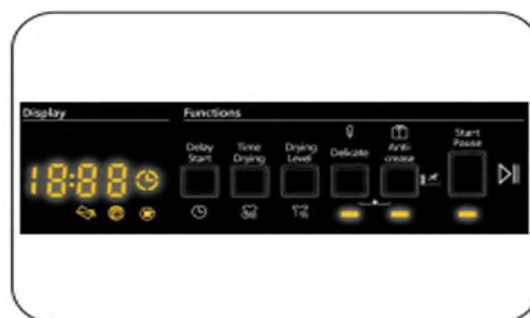 Display
Functions
Delay
Start
Time
Drying
Drying
Level
Delicate
Anti-
crease
Start
Pause
18:88